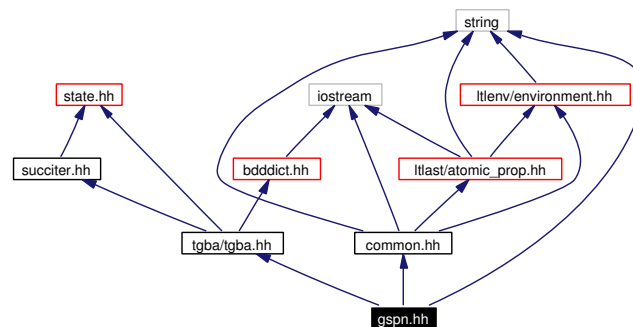 string
state.hh
iostream
ltlenv/environment.hh
succiter.hh
bdddict.hh
ltlast/atomic_prop.hh
tgba/tgba.hh
common.hh
gspn.hh